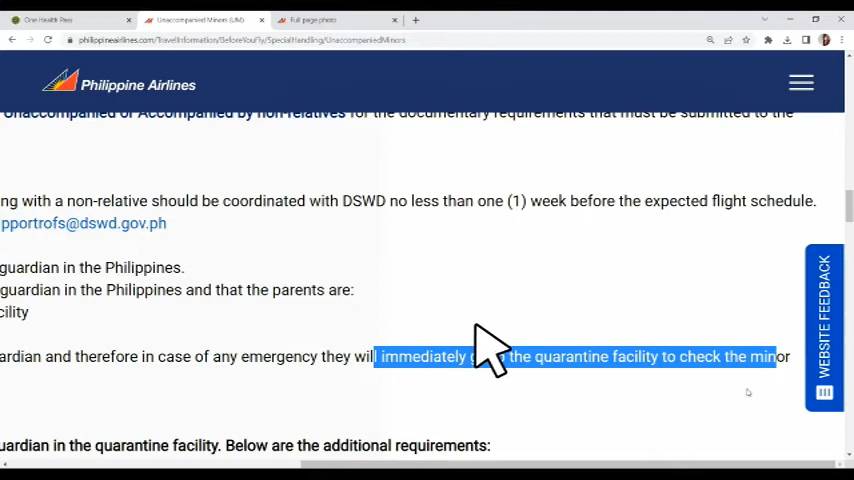 One Health Pass
Unaccompanied Minors (UM)
Full page photo
philippineairlines.com/TravelInformation/BeforeYouFly/SpecialHandling/UnaccompaniedMinors
Philippine Airlines
Unaccompanied or Accompanied by non-relatives for the documentary requirements that must be submitted to the
ng with a non-relative should be coordinated with DSWD no less than one (1) week before the expected flight schedule.
pportrofs@dswd.gov.ph
guardian in the Philippines.
guardian in the Philippines and that the parents are:
cility
ardian and therefore in case of any emergency they will immediately the quarantine facility to check the minor
uardian in the quarantine facility. Below are the additional requirements:
WEBSITE FEEDBACK